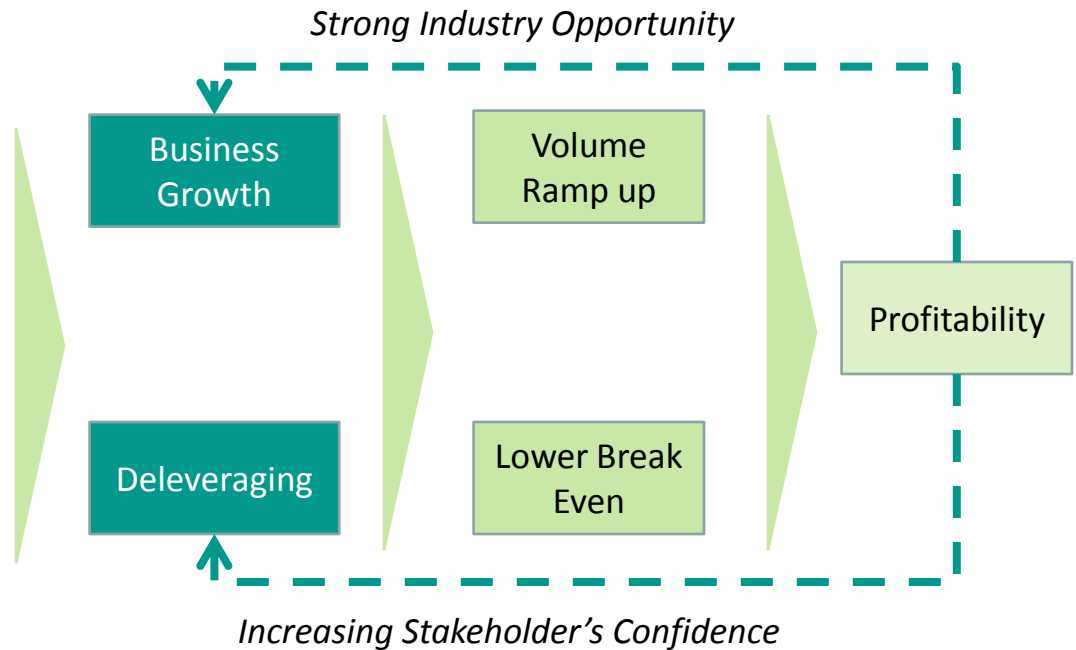 Strong Industry Opportunity
Business
Growth
Volume
Ramp up
Profitability
Deleveraging
Lower Break
Even
Increasing Stakeholder’s Confidence